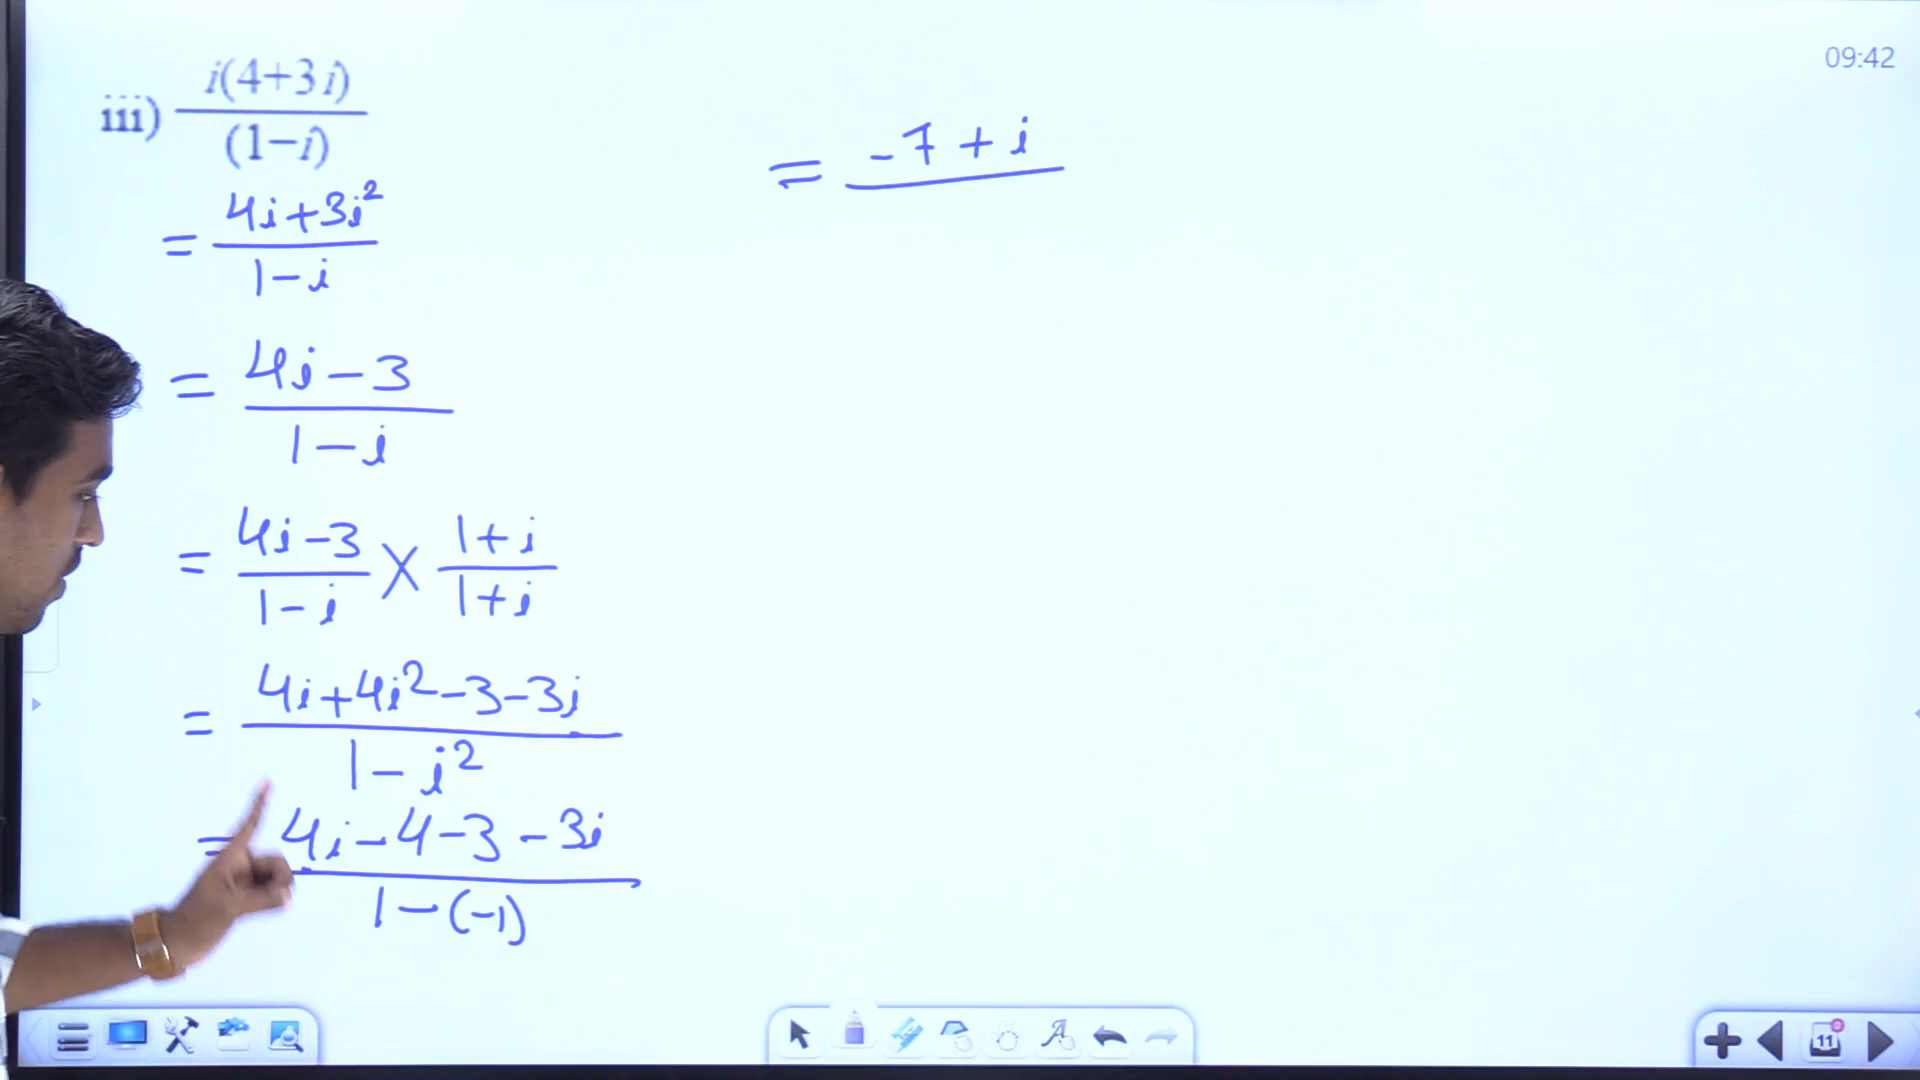 09:42
iii) i(4+3i)
(1−i)
= 4i+3i²
1−i
= 4i−3
1−i
= 4i−3 × 1+i
1−i 1+i
= 4i+4i²−3−3i
1−i²
= 4i−4−3−3i
1−(−1)
= −7+i
11